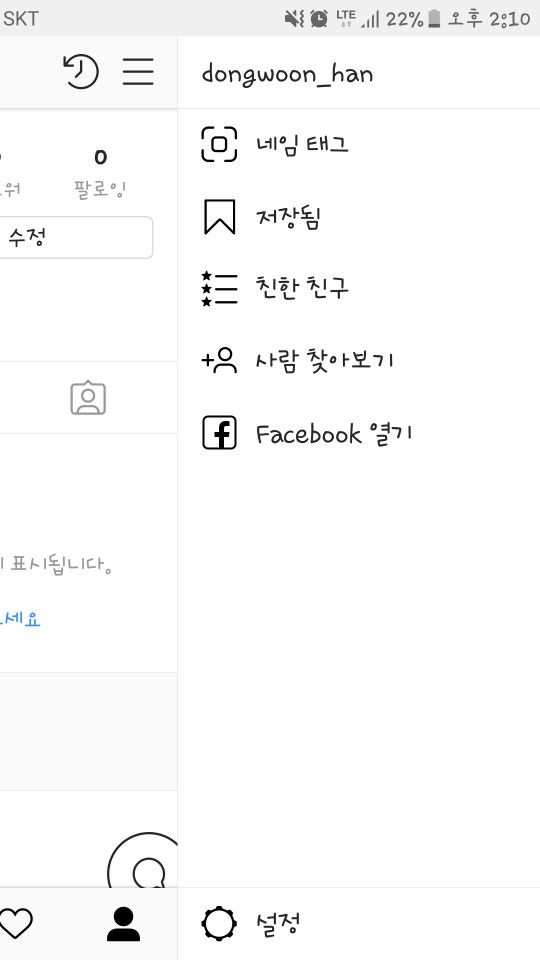 SKT LTE 22% 오후 2:10
dongwoon_han
0
워 팔로잉
수정
네임 태그
저장됨
친한 친구
사람 찾아보기
Facebook 열기
표시됩니다.
세요
설정